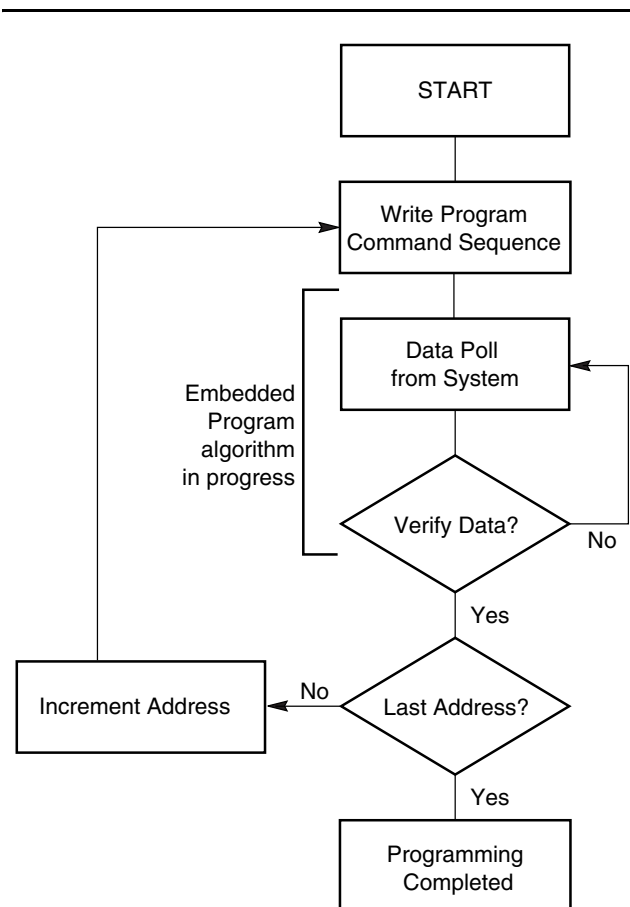 START
Write Program
Command Sequence
Data Poll
from System
Embedded
Program
algorithm
in progress
Verify Data?
No
Yes
Last Address?
No
Increment Address
Yes
Programming
Completed